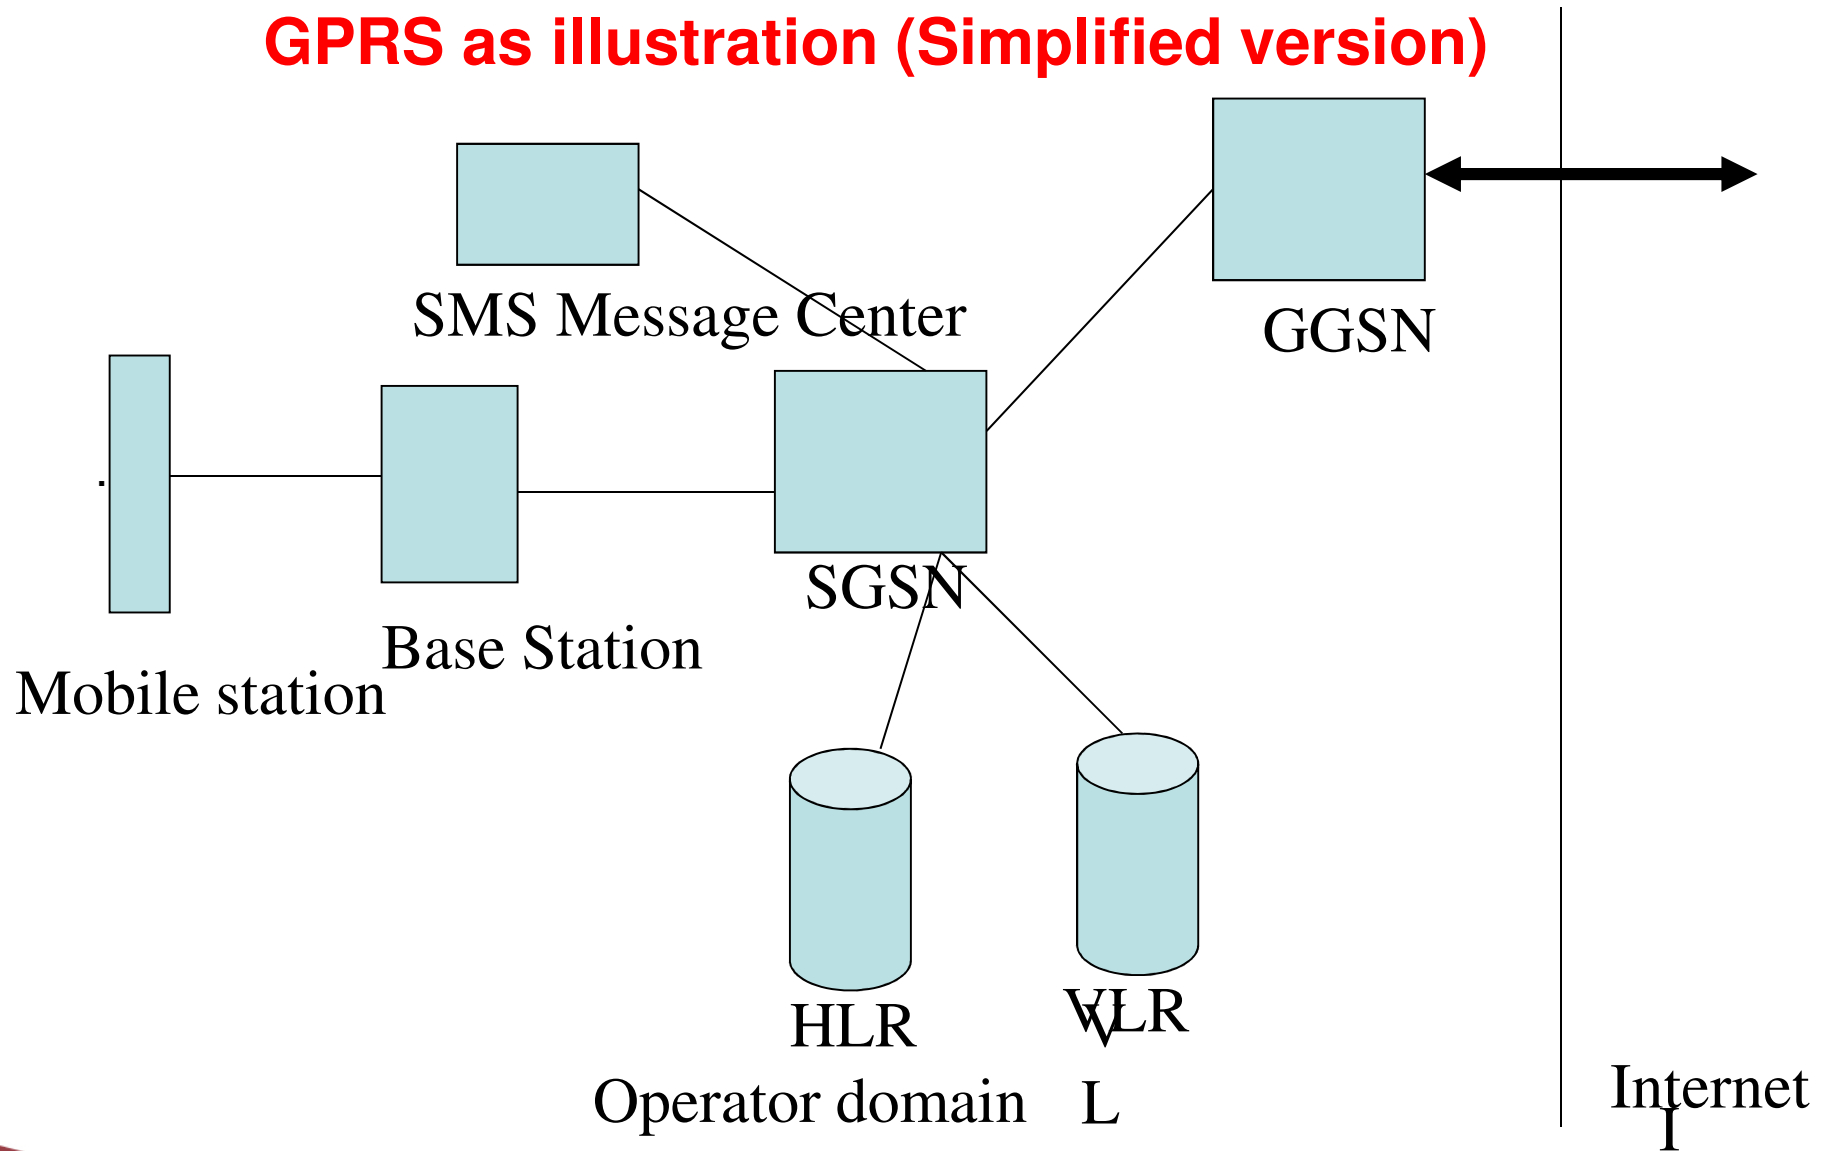 GPRS as illustration (Simplified version)
SMS Message Center
GGSN
SGSN
Base Station
Mobile station
HLR
VLR
V
Operator domain
L
Internet
I